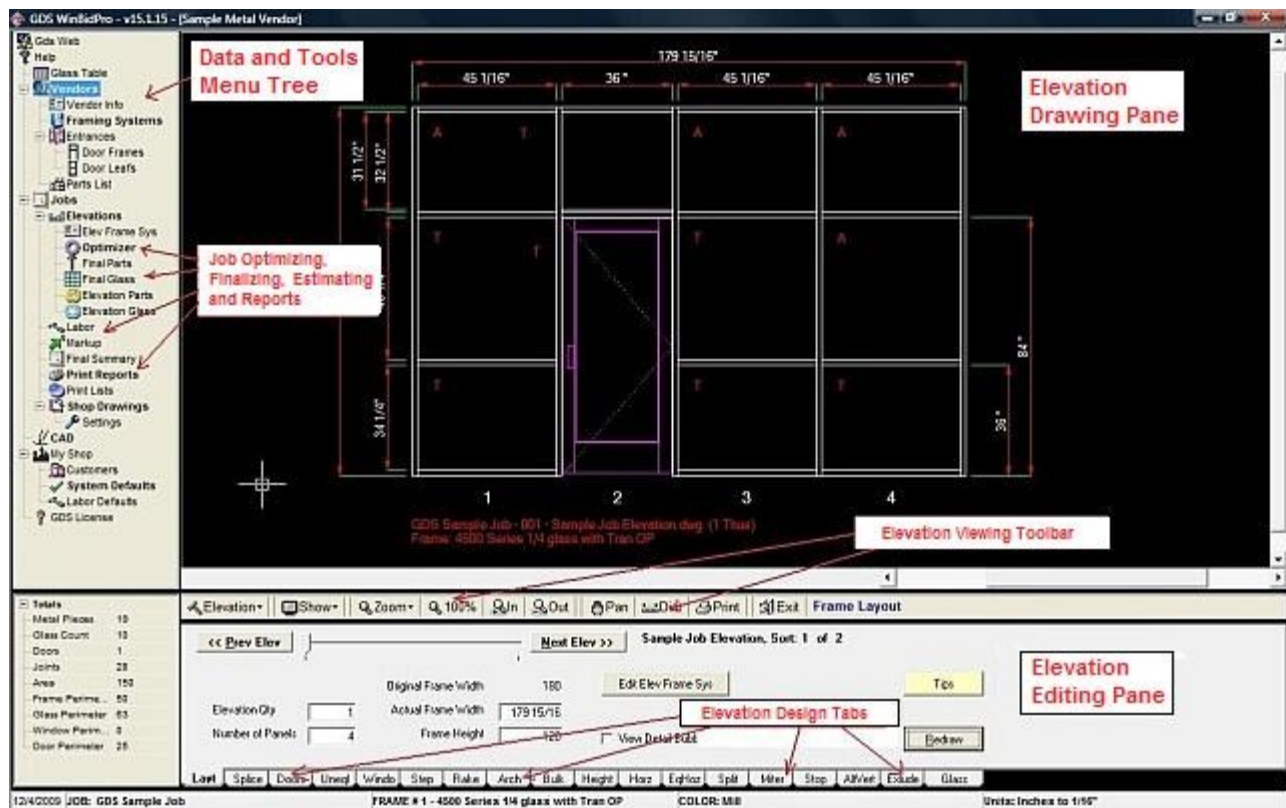 GDS WinBidPro - v15.1.15 - [Sample Metal Vendor]
Gds Web
Help
Glass Table
Vendors
Vendor Info
Framing Systems
Entrances
Door Frames
Door Leafs
Parts List
Jobs
Elevations
Elev Frame Sys
Optimizer
Final Parts
Final Glass
Elevation Parts
Elevation Glass
Labor
Markup
Final Summary
Print Reports
Print Lists
Shop Drawings
Settings
CAD
My Shop
Customers
System Defaults
Labor Defaults
GDS License
Data and Tools
Menu Tree
Job Optimizing,
Finalizing, Estimating
and Reports
Elevation
Drawing Pane
179 15/16"
45 1/16" 36" 45 1/16" 45 1/16"
31 1/2"
32 1/2"
34 1/4"
84"
36"
A T A A
T T T A
T T T
1 2 3 4
GDS Sample Job - 001 - Sample Job Elevation.dwg (1 Thus)
Frame: 4500 Series 1/4 glass with Tran OP
Elevation Viewing Toolbar
Elevation Show Zoom 100% In Out Pan Print Exit Frame Layout
Totals
Metal Pieces 19
Glass Count 10
Doors 1
Joints 28
Area 150
Frame Perime... 50
Glass Perimeter 63
Window Perim... 0
Door Perimeter 25
<< Prev Elev Next Elev >> Sample Job Elevation, Sort: 1 of 2
Original Frame Width 180 Edit Elev Frame Sys Tips
Elevation Qty 1 Actual Frame Width 179 15/16
Number of Panels 4 Frame Height 120 View Detail Redraw
Elevation
Editing Pane
Elevation Design Tabs
Splice Uneql Windo Step Rake Arch Bulk Height Horz EqHoz Split Miter Stop AltVert Exlude Glass
12/4/2009 JOB: GDS Sample Job FRAME # 1 - 4500 Series 1/4 glass with Tran OP COLOR: Mill Units: Inches to 1/16"